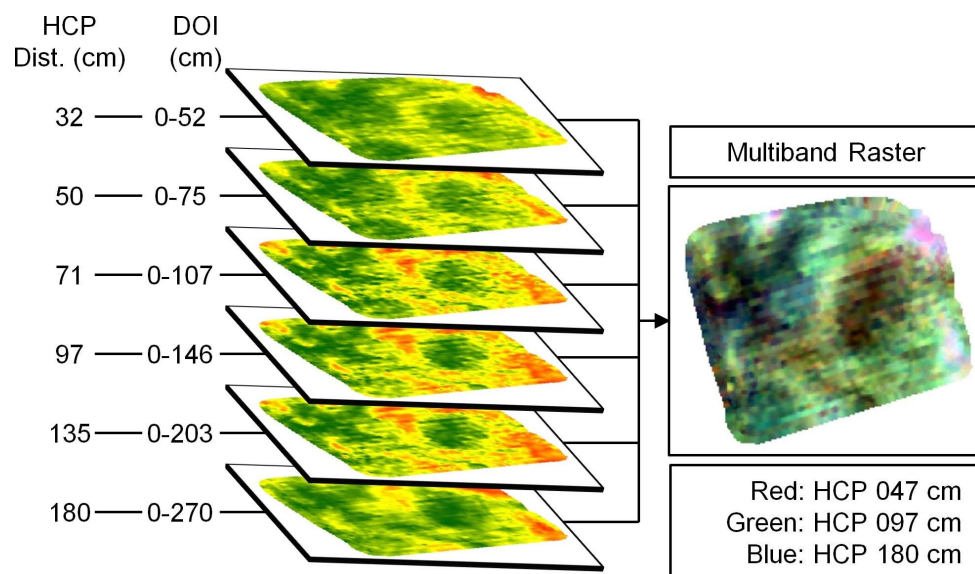 HCP DOI
Dist. (cm) (cm)
32 0-52
50 0-75
71 0-107
97 0-146
135 0-203
180 0-270
Multiband Raster
Red: HCP 047 cm
Green: HCP 097 cm
Blue: HCP 180 cm